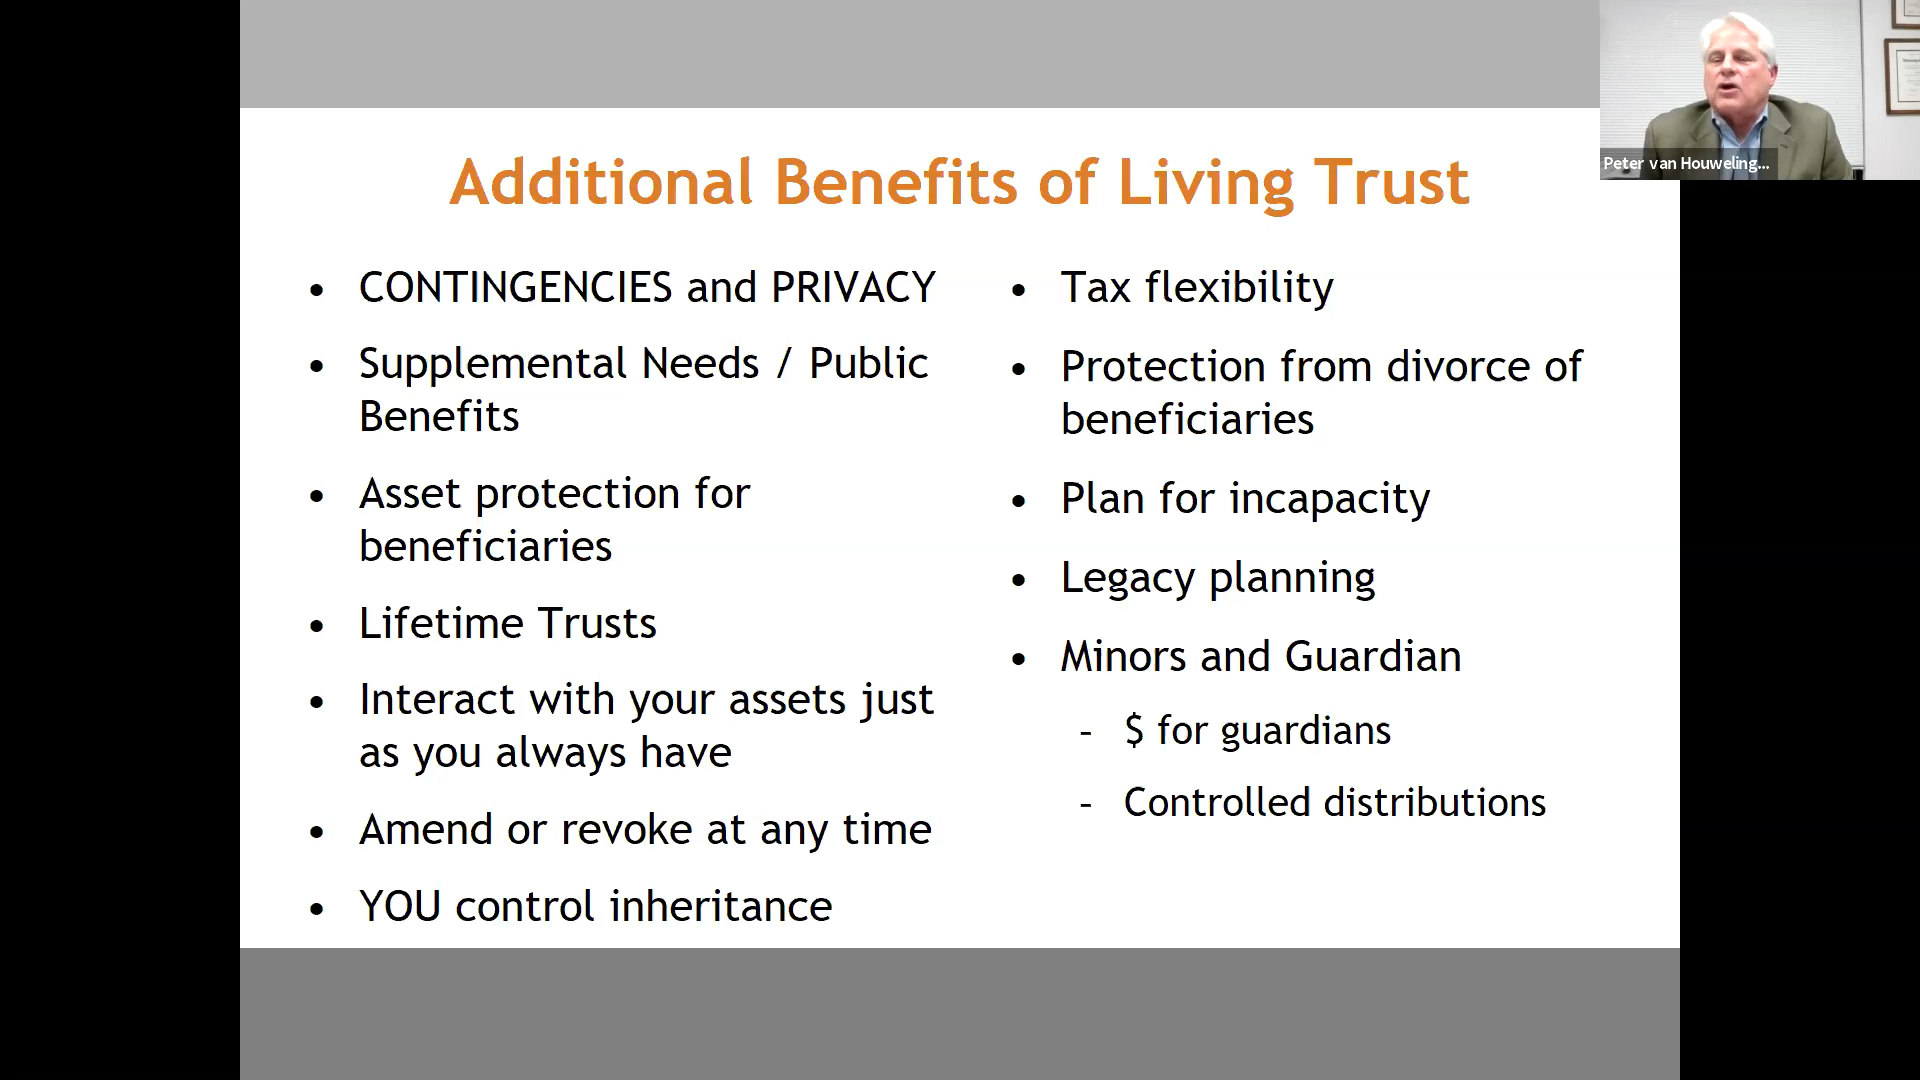 Additional Benefits of Living Trust
• CONTINGENCIES and PRIVACY
• Supplemental Needs / Public
Benefits
• Asset protection for
beneficiaries
• Lifetime Trusts
• Interact with your assets just
as you always have
• Amend or revoke at any time
• YOU control inheritance
• Tax flexibility
• Protection from divorce of
beneficiaries
• Plan for incapacity
• Legacy planning
• Minors and Guardian
– $ for guardians
– Controlled distributions
Peter van Houweling...